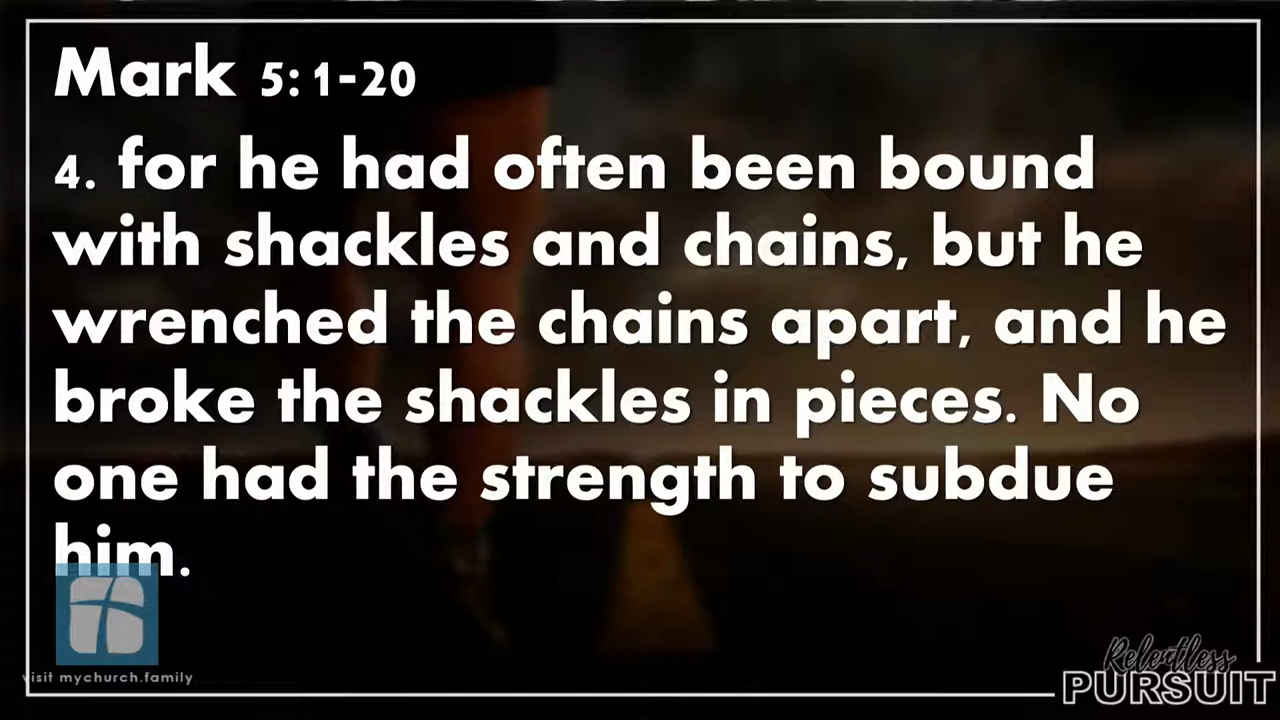 Mark 5:1-20
4. for he had often been bound
with shackles and chains, but he
wrenched the chains apart, and he
broke the shackles in pieces. No
one had the strength to subdue
him.
visit mychurch.family
Relentless
PURSUIT